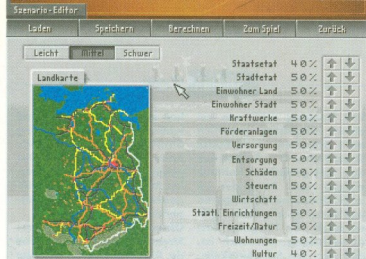 Szenario-Editor
Laden Speichern Berechnen Zum Spiel Zurück
Leicht Mittel Schwer
Landkarte
Staatsetat 40%
Stadtetat 50%
Einwohner Land 50%
Einwohner Stadt 50%
Kraftwerke 50%
Förderanlagen 50%
Versorgung 50%
Entsorgung 50%
Schäden 50%
Steuern 50%
Wirtschaft 50%
Staatl. Einrichtungen 50%
Freizeit/Natur 50%
Wohnungen 50%
Kultur 40%